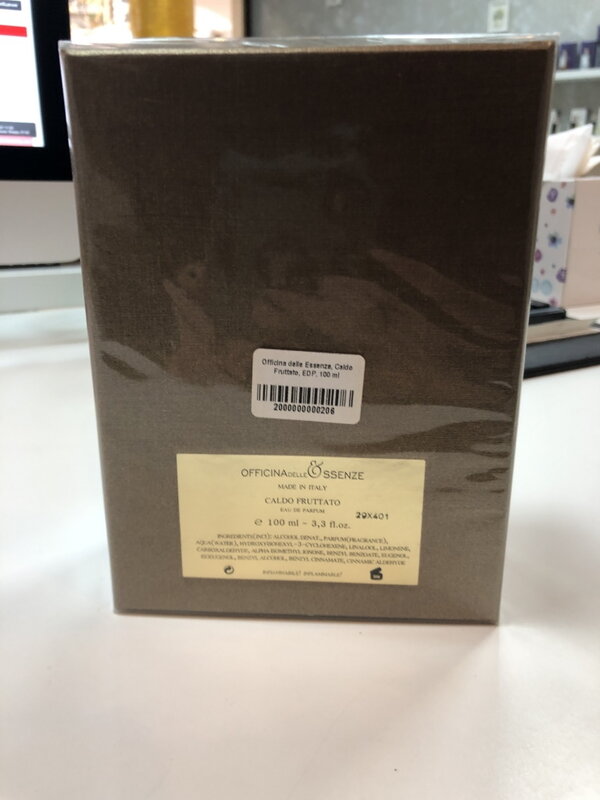 Officina delle Essenze, Caldo
Fruttato, EDP, 100 ml
2000000000206
OFFICINA DELLE ESSENZE
MADE IN ITALY
CALDO FRUTTATO
EAU DE PARFUM
29X401
℮ 100 ml - 3,3 fl.oz.
INGREDIENTS(INCI): ALCOHOL DENAT., PARFUM(FRAGRANCE),
AQUA(WATER), HYDROXYISOHEXYL-3-CYCLOHEXENE, LINALOOL, LIMONENE,
CARBOXALDEHYDE, ALPHA ISOMETHYL IONONE, BENZYL BENZOATE, EUGENOL,
ISOEUGENOL, BENZYL ALCOHOL, BENZYL CINNAMATE, CINNAMIC ALDEHYDE